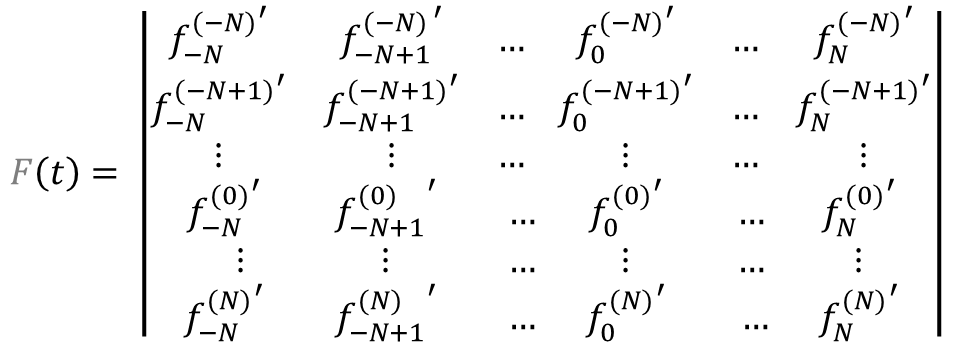 F(t) = | f_{-N}^{(-N)′} f_{-N+1}^{(-N)′} … f_0^{(-N)′} … f_N^{(-N)′} |
| f_{-N}^{(-N+1)′} f_{-N+1}^{(-N+1)′} … f_0^{(-N+1)′} … f_N^{(-N+1)′} |
| ⋮ ⋮ … ⋮ … ⋮ |
| f_{-N}^{(0)′} f_{-N+1}^{(0) ′} … f_0^{(0)′} … f_N^{(0)′} |
| ⋮ ⋮ … ⋮ … ⋮ |
| f_{-N}^{(N)′} f_{-N+1}^{(N) ′} … f_0^{(N)′} … f_N^{(N)′} |